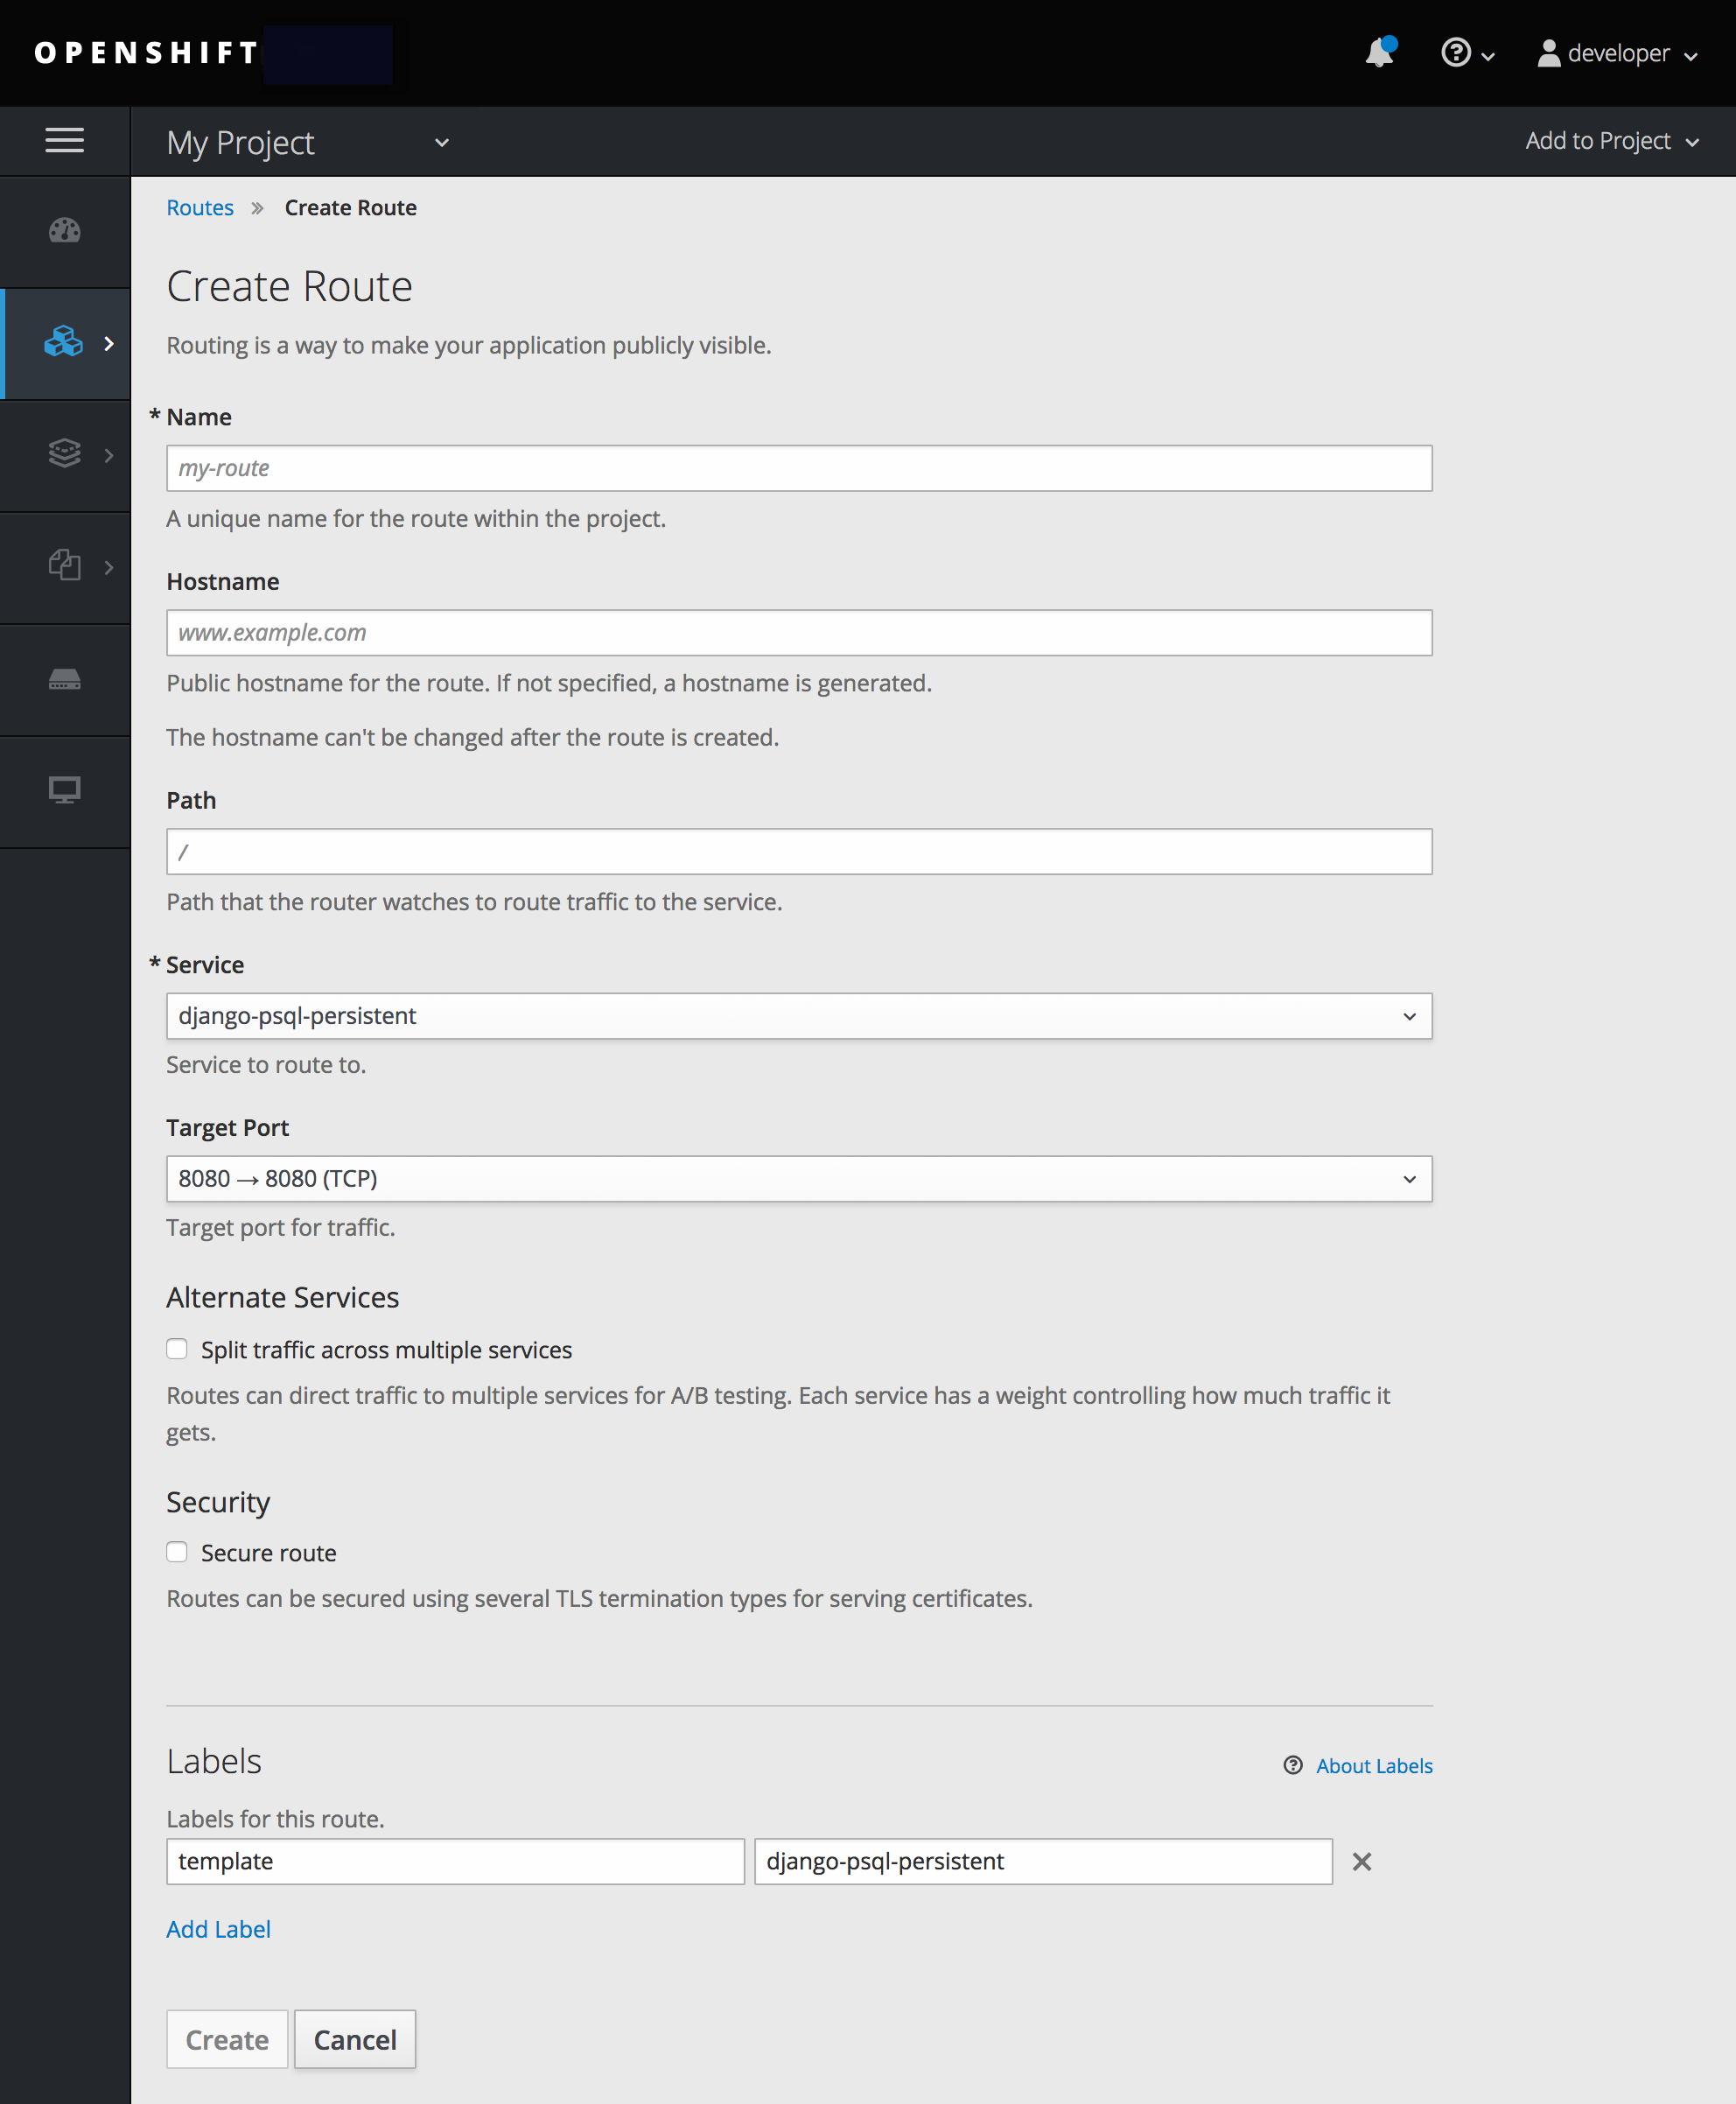 OPENSHIFT
developer
My Project
Add to Project
Routes » Create Route
Create Route
Routing is a way to make your application publicly visible.
* Name
my-route
A unique name for the route within the project.
Hostname
www.example.com
Public hostname for the route. If not specified, a hostname is generated.
The hostname can't be changed after the route is created.
Path
/
Path that the router watches to route traffic to the service.
* Service
django-psql-persistent
Service to route to.
Target Port
8080 → 8080 (TCP)
Target port for traffic.
Alternate Services
Split traffic across multiple services
Routes can direct traffic to multiple services for A/B testing. Each service has a weight controlling how much traffic it
gets.
Security
Secure route
Routes can be secured using several TLS termination types for serving certificates.
Labels
About Labels
Labels for this route.
template django-psql-persistent
Add Label
Create Cancel